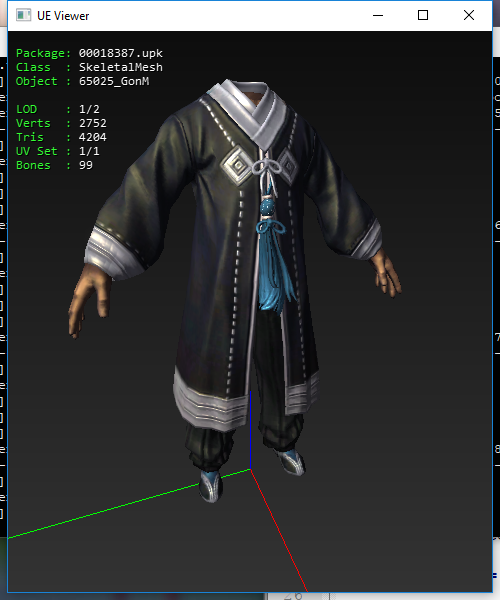 UE Viewer
Package: 00018387.upk
Class : SkeletalMesh
Object : 65025_GonM
LOD : 1/2
Verts : 2752
Tris : 4204
UV Set : 1/1
Bones : 99